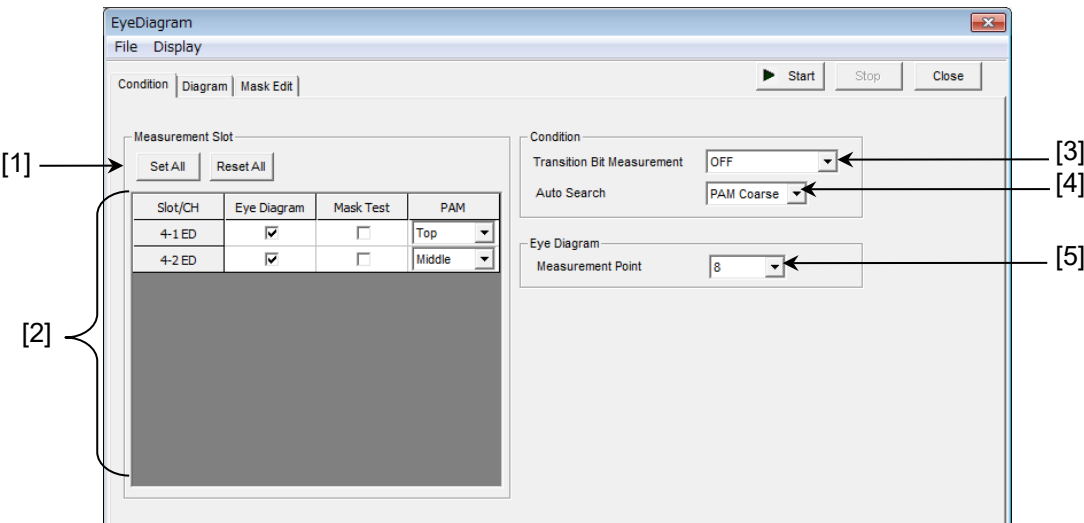 EyeDiagram
File Display
Condition Diagram Mask Edit Start Stop Close
Measurement Slot
[1] Set All Reset All
Slot/CH Eye Diagram Mask Test PAM
4-1 ED Top
4-2 ED Middle
[2]
Condition
Transition Bit Measurement OFF [3]
Auto Search PAM Coarse [4]
Eye Diagram
Measurement Point 8 [5]